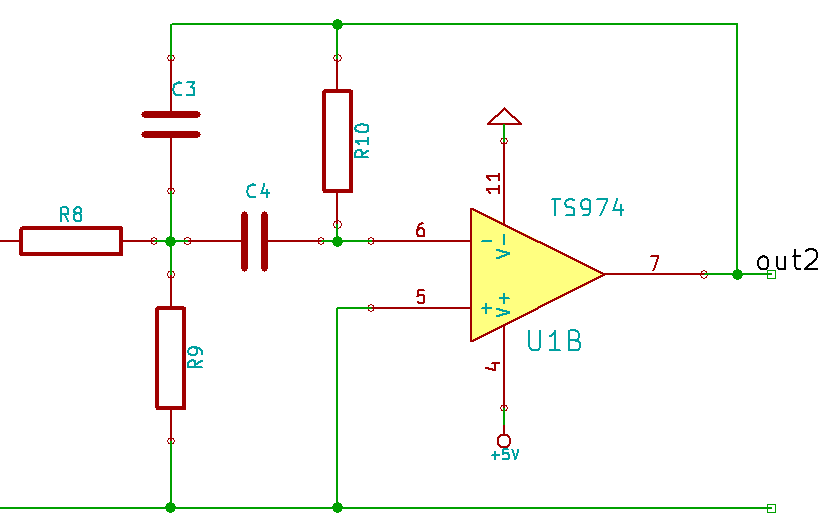 C3
R10
11
TS974
R8
C4
6
-
V-
7
out2
5
+
V+
U1B
R9
4
+5V